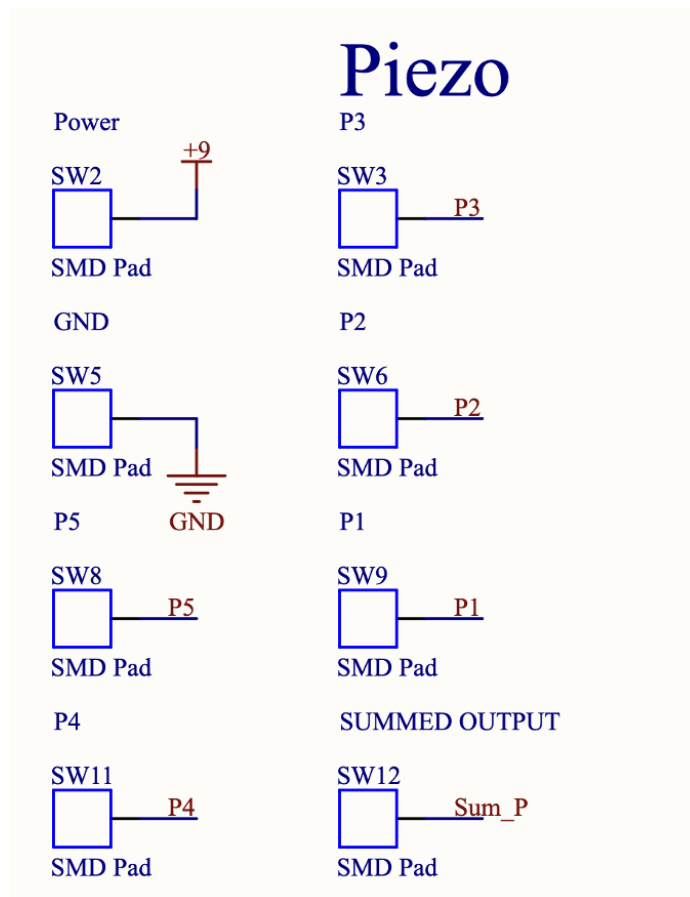 Piezo
Power
+9
SW2
SMD Pad
P3
SW3
P3
SMD Pad
GND
SW5
SMD Pad
GND
P2
SW6
P2
SMD Pad
P5
SW8
P5
SMD Pad
P1
SW9
P1
SMD Pad
P4
SW11
P4
SMD Pad
SUMMED OUTPUT
SW12
Sum_P
SMD Pad